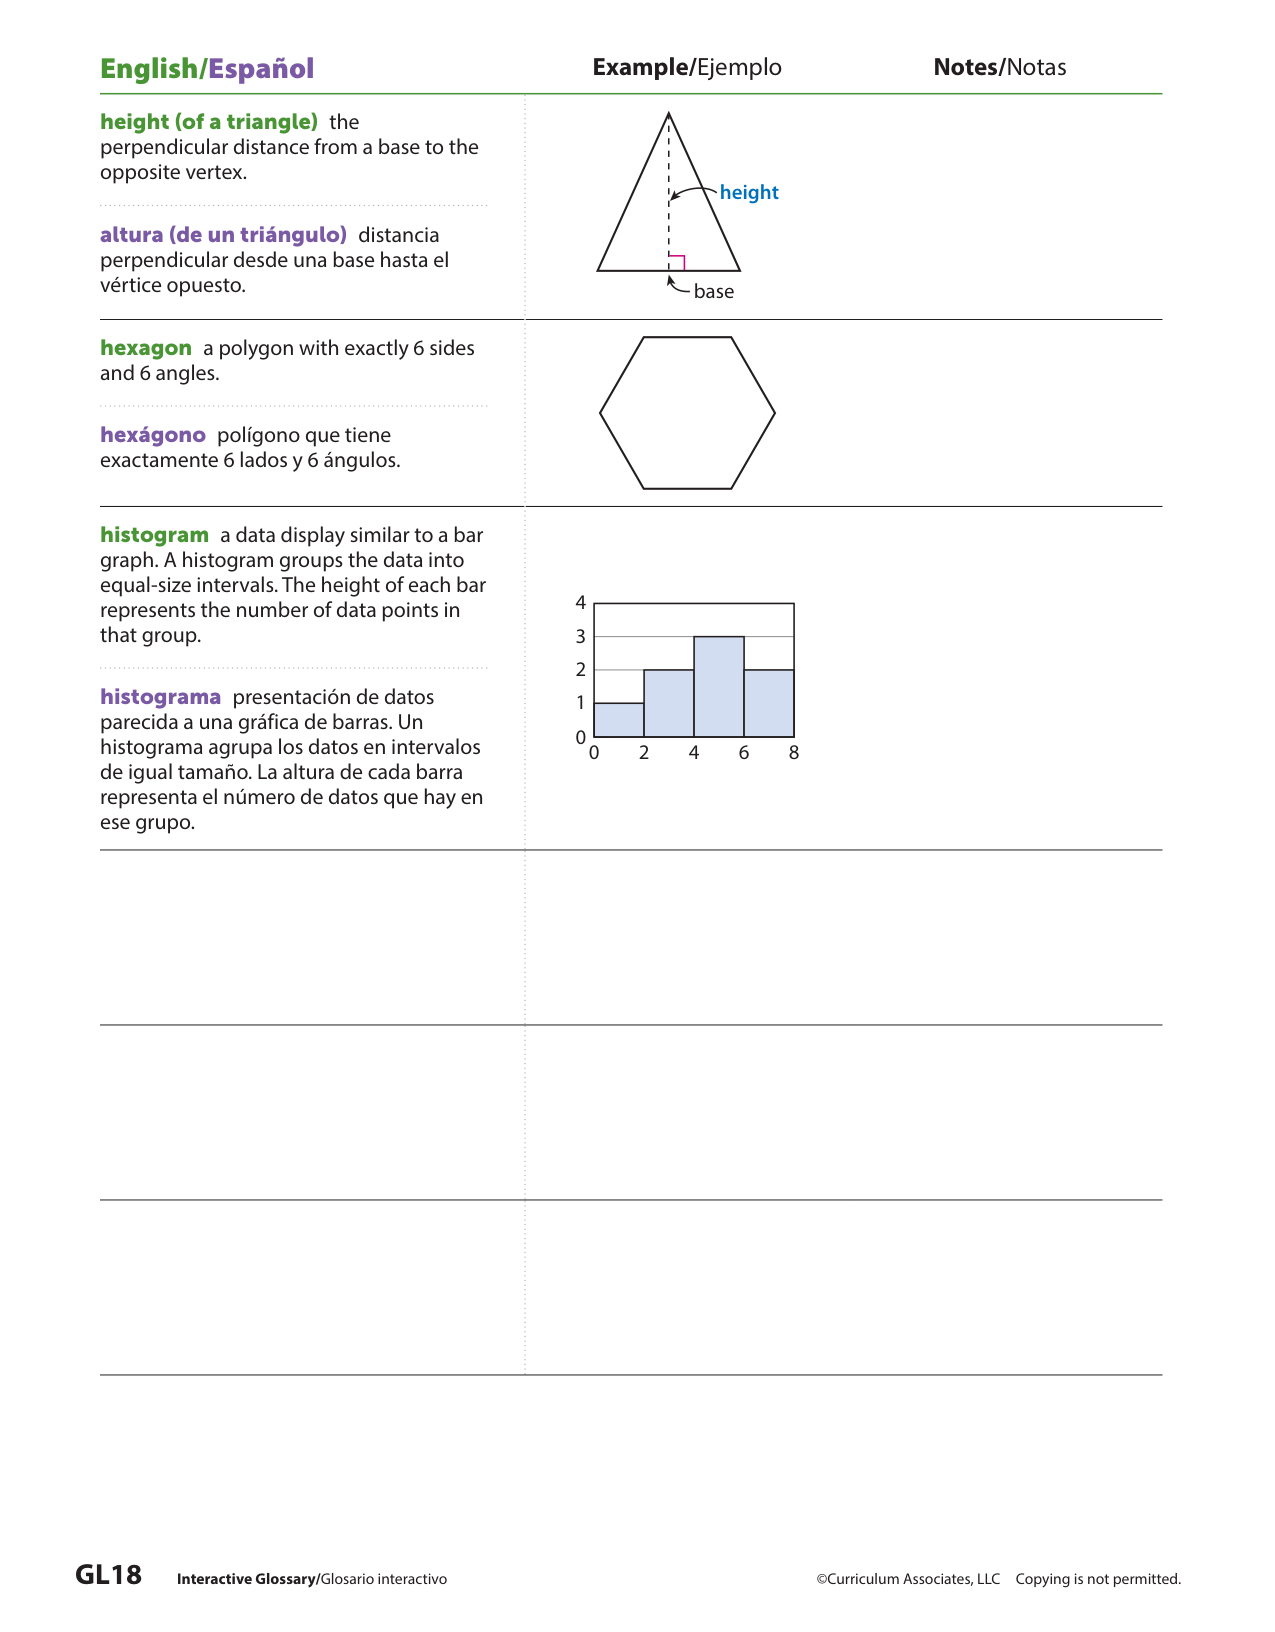 English/Español
Example/Ejemplo
Notes/Notas
height (of a triangle) the
perpendicular distance from a base to the
opposite vertex.
altura (de un triángulo) distancia
perpendicular desde una base hasta el
vértice opuesto.
height
base
hexagon a polygon with exactly 6 sides
and 6 angles.
hexágono polígono que tiene
exactamente 6 lados y 6 ángulos.
histogram a data display similar to a bar
graph. A histogram groups the data into
equal-size intervals. The height of each bar
represents the number of data points in
that group.
histograma presentación de datos
parecida a una gráfica de barras. Un
histograma agrupa los datos en intervalos
de igual tamaño. La altura de cada barra
representa el número de datos que hay en
ese grupo.
4
3
2
1
0
0 2 4 6 8
GL18 Interactive Glossary/Glosario interactivo
©Curriculum Associates, LLC Copying is not permitted.